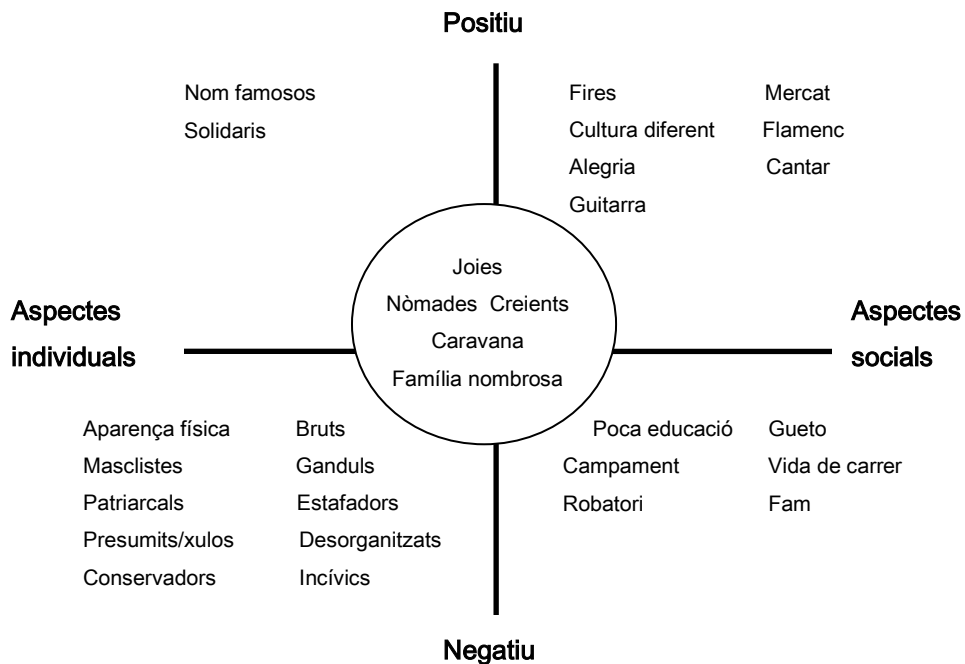 Positiu
Nom famosos
Solidaris
Fires Mercat
Cultura diferent Flamenc
Alegria Cantar
Guitarra
Joies
Nòmades Creients
Caravana
Família nombrosa
Aspectes
individuals
Aspectes
socials
Aparença física Bruts
Masclistes Ganduls
Patriarcals Estafadors
Presumits/xulos Desorganitzats
Conservadors Incívics
Poca educació Gueto
Campament Vida de carrer
Robatori Fam
Negatiu